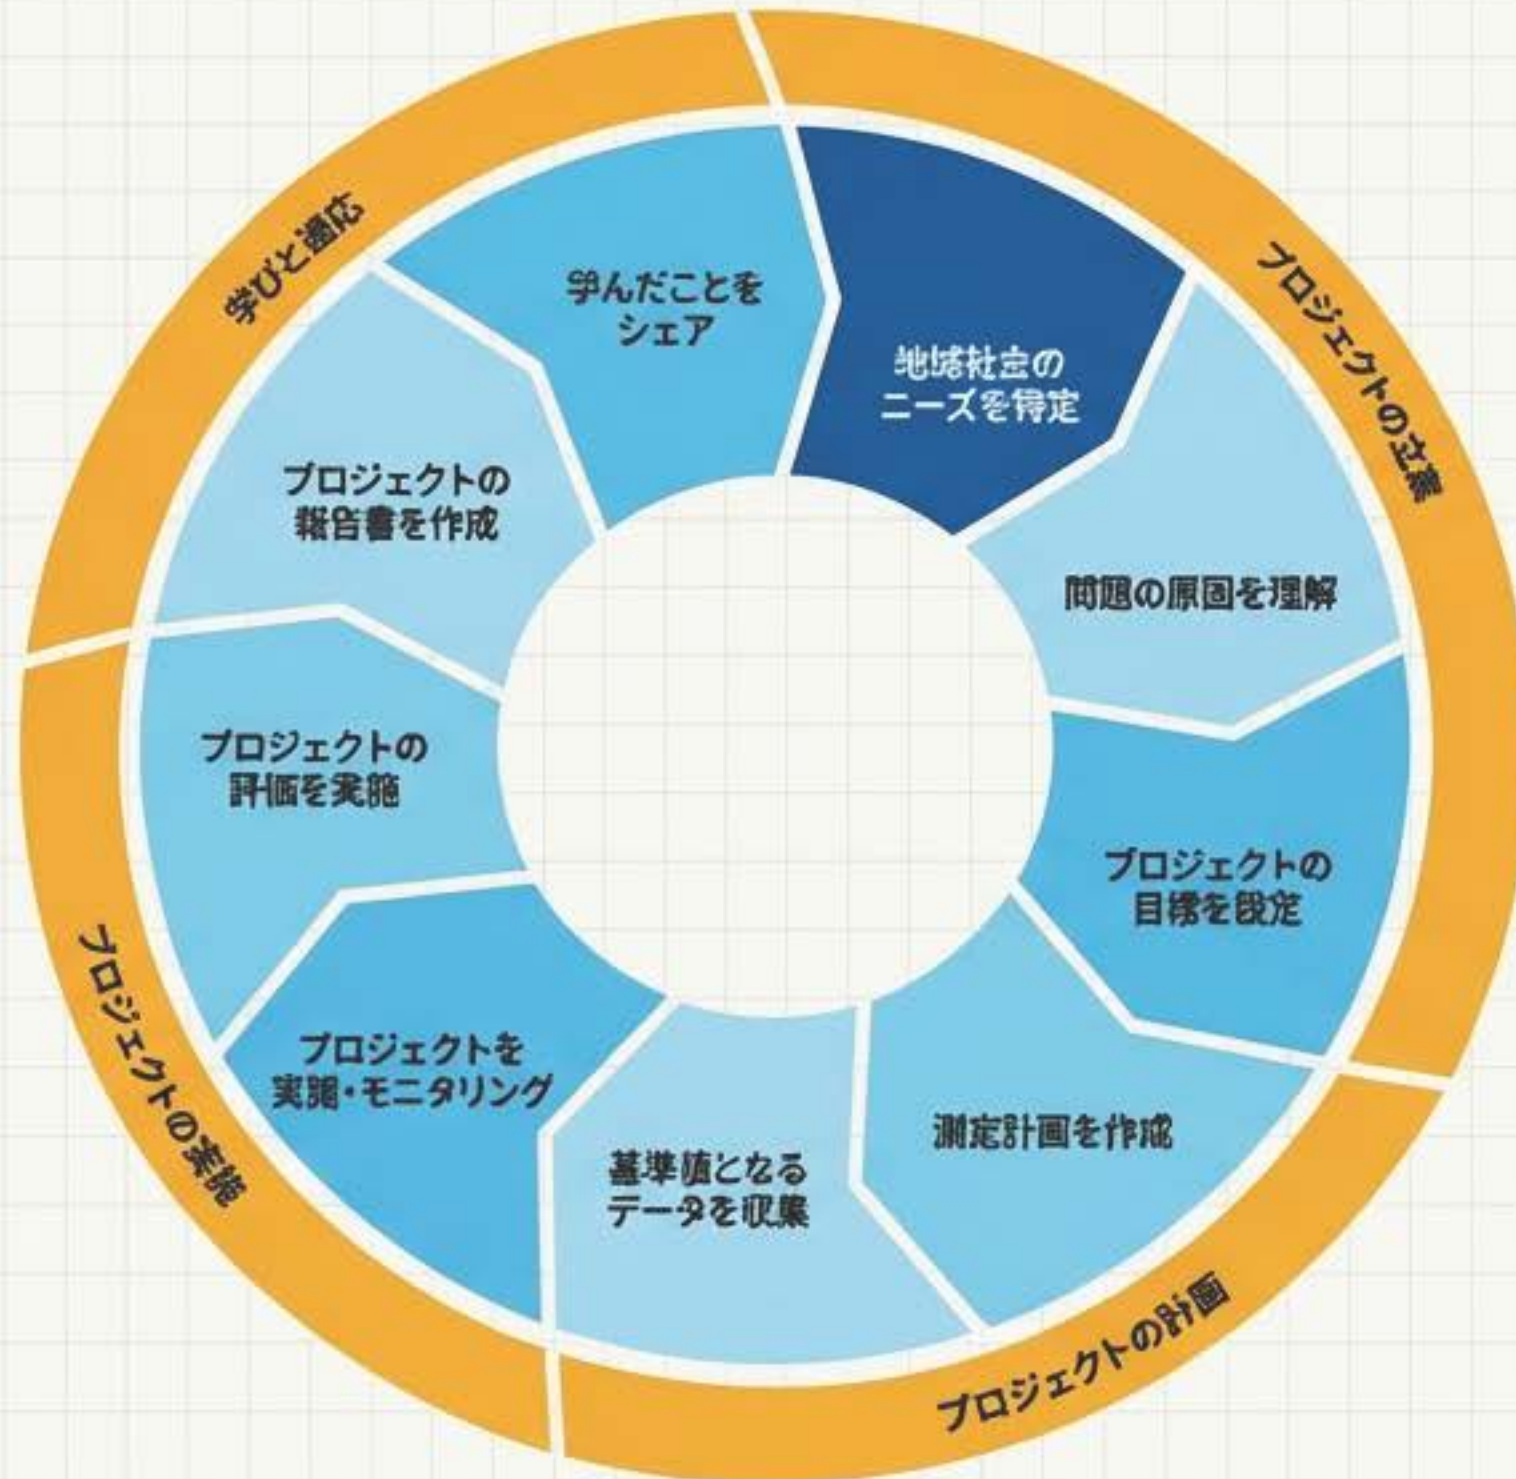 プロジェクトの立案
地域社会の
ニーズを特定
問題の原因を理解
プロジェクトの
目標を設定
プロジェクトの計画
測定計画を作成
基準値となる
データを収集
プロジェクトの実施
プロジェクトを
実施・モニタリング
プロジェクトの
評価を実施
学びと適応
プロジェクトの
報告書を作成
学んだことを
シェア